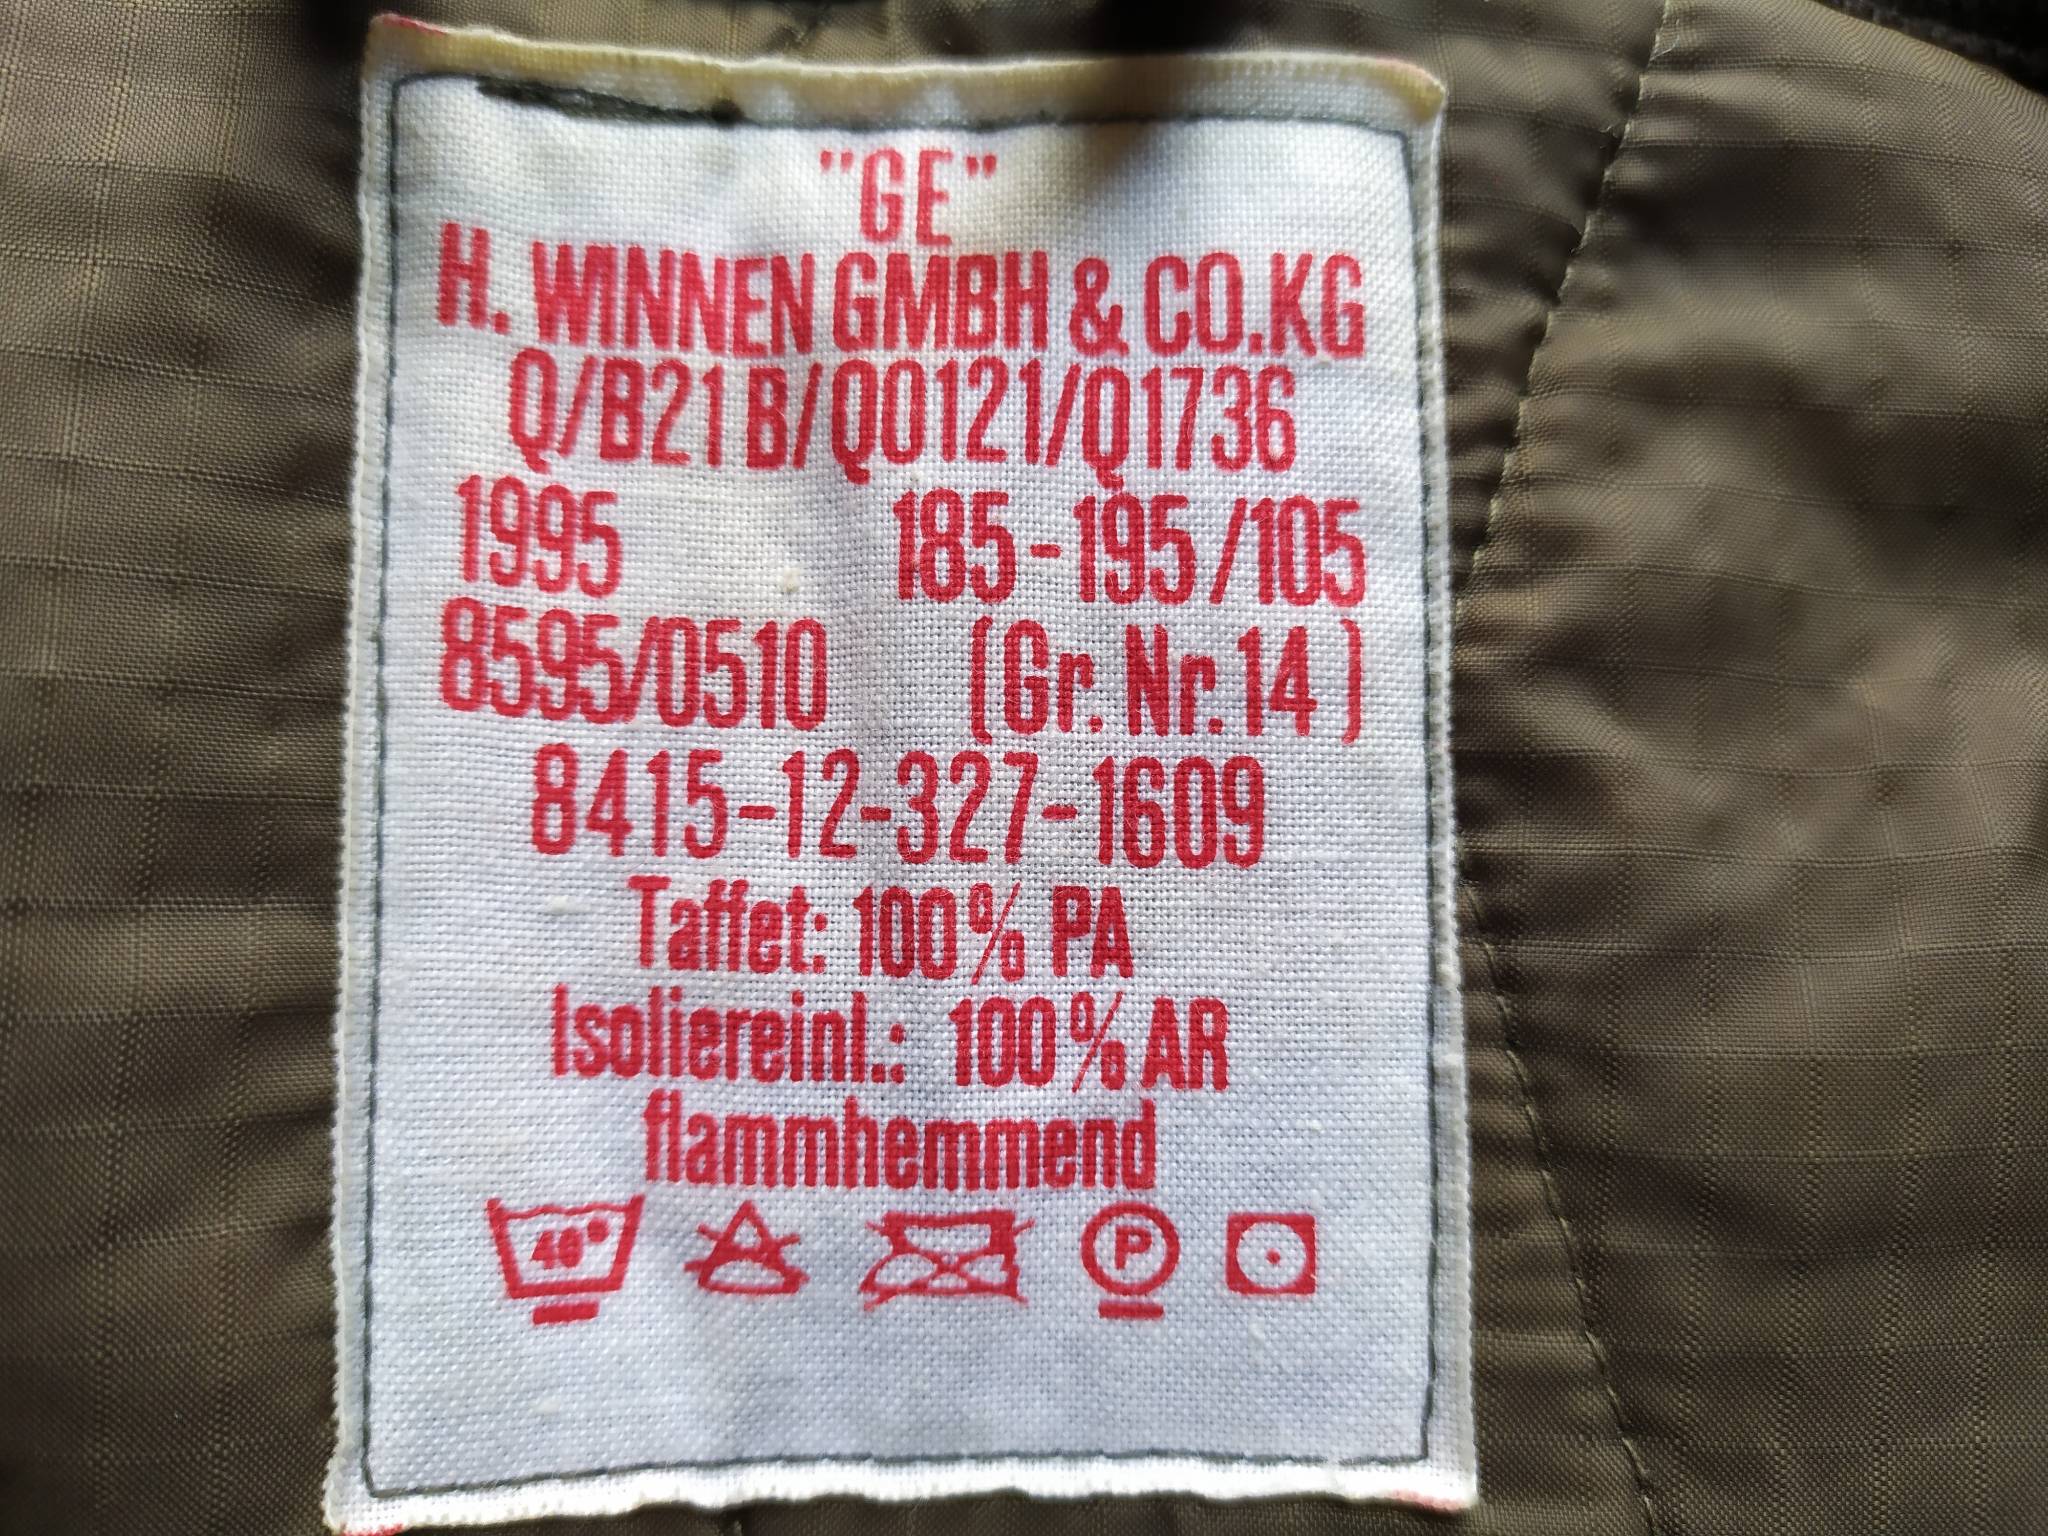 "GE"
H. WINNEN GMBH & CO.KG
Q/B21B/Q0121/Q1736
1995 185-195/105
8595/0510 (Gr. Nr. 14)
8415-12-327-1609
Taffet: 100% PA
Isoliereinl.: 100% AR
flammhemmend
40° P